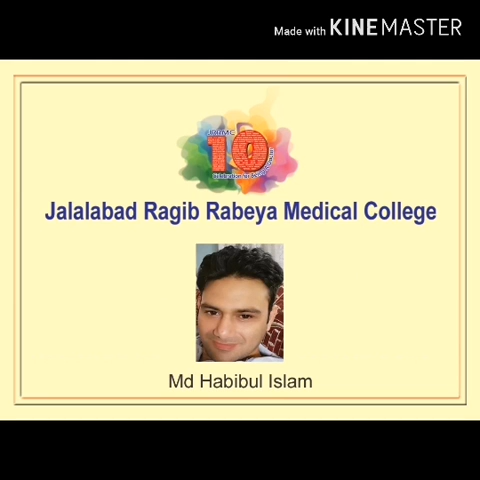 Made with KINEMASTER
JRRMC
10
Jalalabad Ragib Rabeya Medical College
Md Habibul Islam